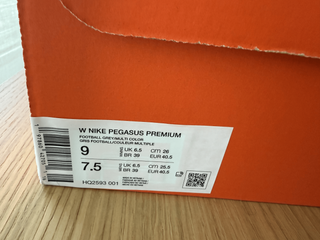 W NIKE PEGASUS PREMIUM
FOOTBALL GREY/MULTI COLOR
GRIS FOOTBALL/COULEUR MULTIPLE
9 UK 6.5 cm 26
BR 39 EUR 40.5
7.5 UK 6.5 cm 25.5
BR 39 EUR 40.5
HQ2593 001